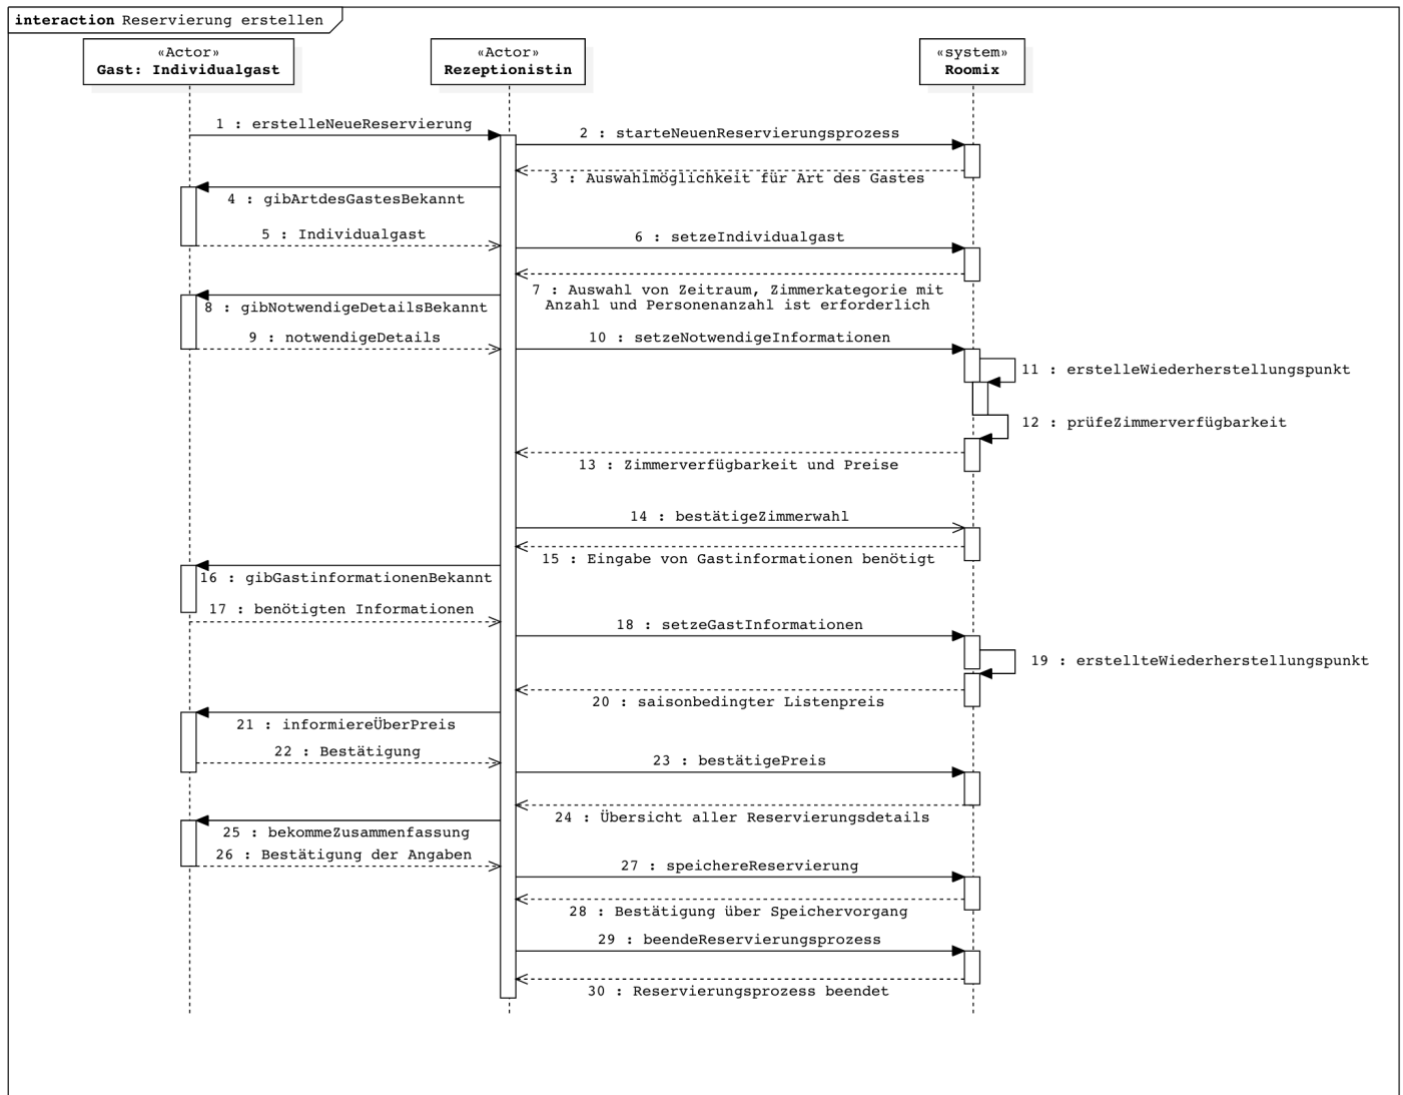 interaction Reservierung erstellen
«Actor»
Gast: Individualgast
«Actor»
Rezeptionistin
«system»
Roomix
1 : erstelleNeueReservierung
2 : starteNeuenReservierungsprozess
3 : Auswahlmöglichkeit für Art des Gastes
4 : gibArtdesGastesBekannt
5 : Individualgast
6 : setzeIndividualgast
7 : Auswahl von Zeitraum, Zimmerkategorie mit
Anzahl und Personenanzahl ist erforderlich
8 : gibNotwendigeDetailsBekannt
9 : notwendigeDetails
10 : setzeNotwendigeInformationen
11 : erstelleWiederherstellungspunkt
12 : prüfeZimmerverfügbarkeit
13 : Zimmerverfügbarkeit und Preise
14 : bestätigeZimmerwahl
15 : Eingabe von Gastinformationen benötigt
16 : gibGastinformationenBekannt
17 : benötigten Informationen
18 : setzeGastInformationen
19 : erstellteWiederherstellungspunkt
20 : saisonbedingter Listenpreis
21 : informiereÜberPreis
22 : Bestätigung
23 : bestätigePreis
24 : Übersicht aller Reservierungsdetails
25 : bekommeZusammenfassung
26 : Bestätigung der Angaben
27 : speichereReservierung
28 : Bestätigung über Speichervorgang
29 : beendeReservierungsprozess
30 : Reservierungsprozess beendet